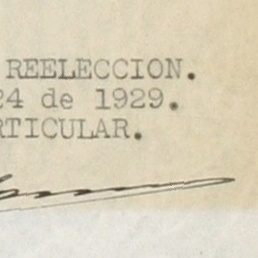 REELECCION.
24 de 1929.
RTICULAR.